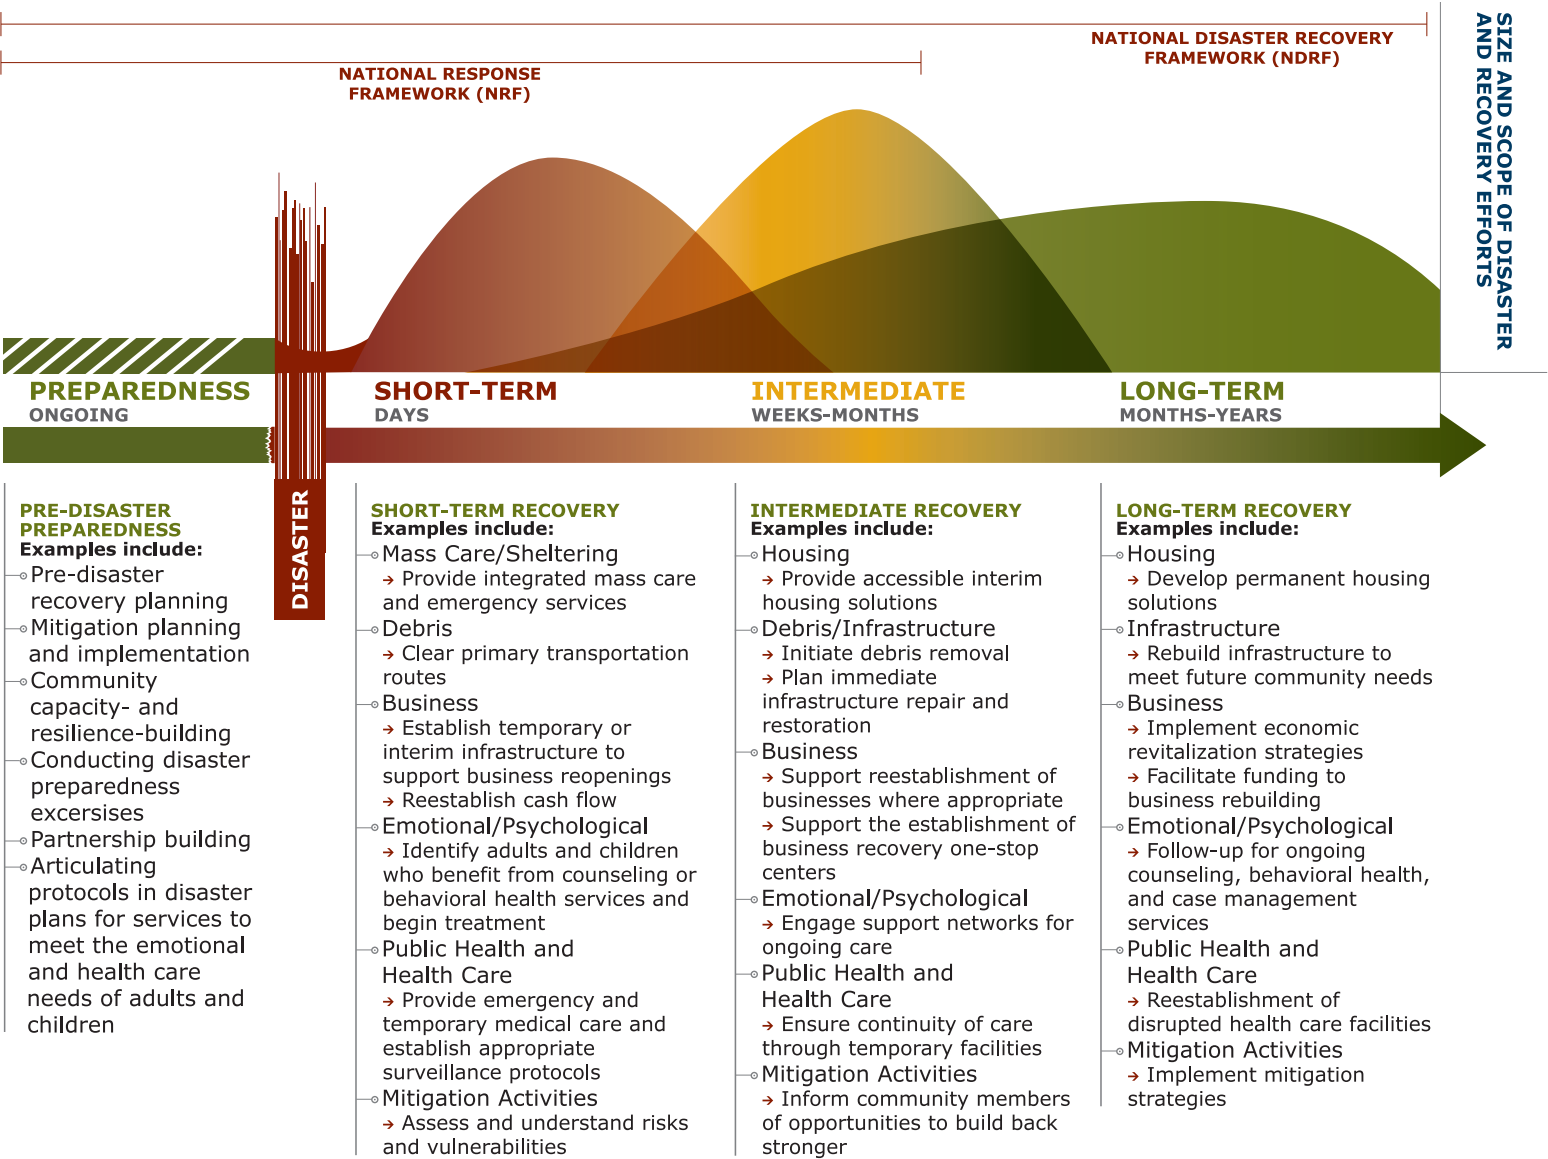 NATIONAL DISASTER RECOVERY
FRAMEWORK (NDRF)
NATIONAL RESPONSE
FRAMEWORK (NRF)
SIZE AND SCOPE OF DISASTER
AND RECOVERY EFFORTS
PREPAREDNESS
ONGOING
SHORT-TERM
DAYS
INTERMEDIATE
WEEKS-MONTHS
LONG-TERM
MONTHS-YEARS
DISASTER
PRE-DISASTER
PREPAREDNESS
Examples include:
Pre-disaster
recovery planning
Mitigation planning
and implementation
Community
capacity- and
resilience-building
Conducting disaster
preparedness
excersises
Partnership building
Articulating
protocols in disaster
plans for services to
meet the emotional
and health care
needs of adults and
children
SHORT-TERM RECOVERY
Examples include:
Mass Care/Sheltering
→ Provide integrated mass care
and emergency services
Debris
→ Clear primary transportation
routes
Business
→ Establish temporary or
interim infrastructure to
support business reopenings
→ Reestablish cash flow
Emotional/Psychological
→ Identify adults and children
who benefit from counseling or
behavioral health services and
begin treatment
Public Health and
Health Care
→ Provide emergency and
temporary medical care and
establish appropriate
surveillance protocols
Mitigation Activities
→ Assess and understand risks
and vulnerabilities
INTERMEDIATE RECOVERY
Examples include:
Housing
→ Provide accessible interim
housing solutions
Debris/Infrastructure
→ Initiate debris removal
→ Plan immediate
infrastructure repair and
restoration
Business
→ Support reestablishment of
businesses where appropriate
→ Support the establishment of
business recovery one-stop
centers
Emotional/Psychological
→ Engage support networks for
ongoing care
Public Health and
Health Care
→ Ensure continuity of care
through temporary facilities
Mitigation Activities
→ Inform community members
of opportunities to build back
stronger
LONG-TERM RECOVERY
Examples include:
Housing
→ Develop permanent housing
solutions
Infrastructure
→ Rebuild infrastructure to
meet future community needs
Business
→ Implement economic
revitalization strategies
→ Facilitate funding to
business rebuilding
Emotional/Psychological
→ Follow-up for ongoing
counseling, behavioral health,
and case management
services
Public Health and
Health Care
→ Reestablishment of
disrupted health care facilities
Mitigation Activities
→ Implement mitigation
strategies